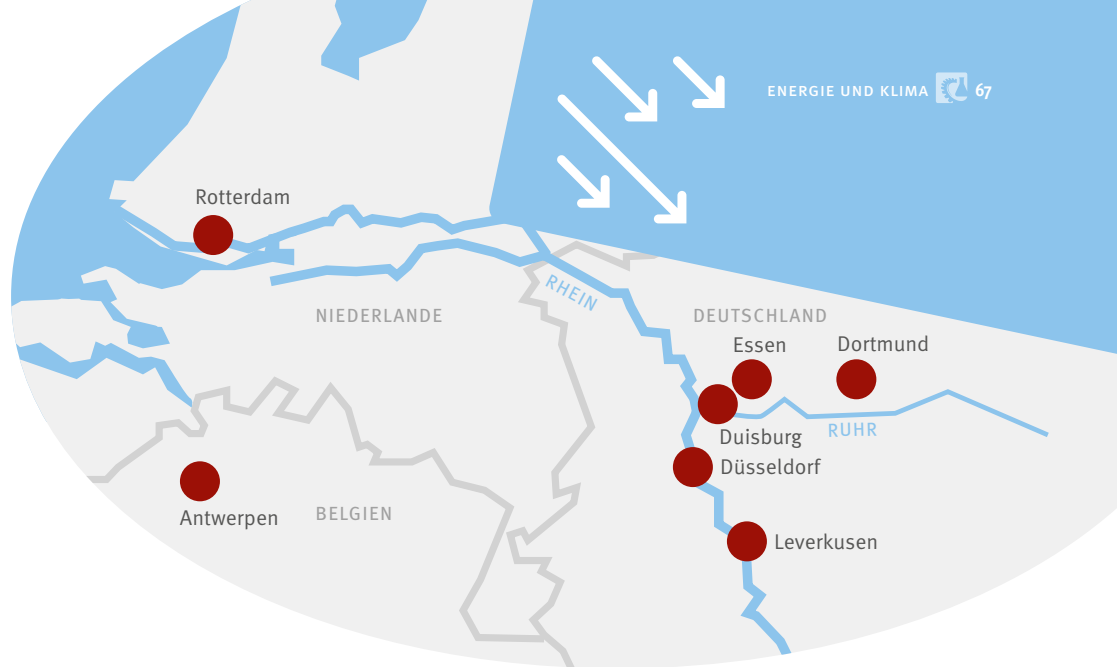 ENERGIE UND KLIMA 67
Rotterdam
RHEIN
NIEDERLANDE
DEUTSCHLAND
Essen
Dortmund
Duisburg
RUHR
Düsseldorf
Antwerpen
BELGIEN
Leverkusen